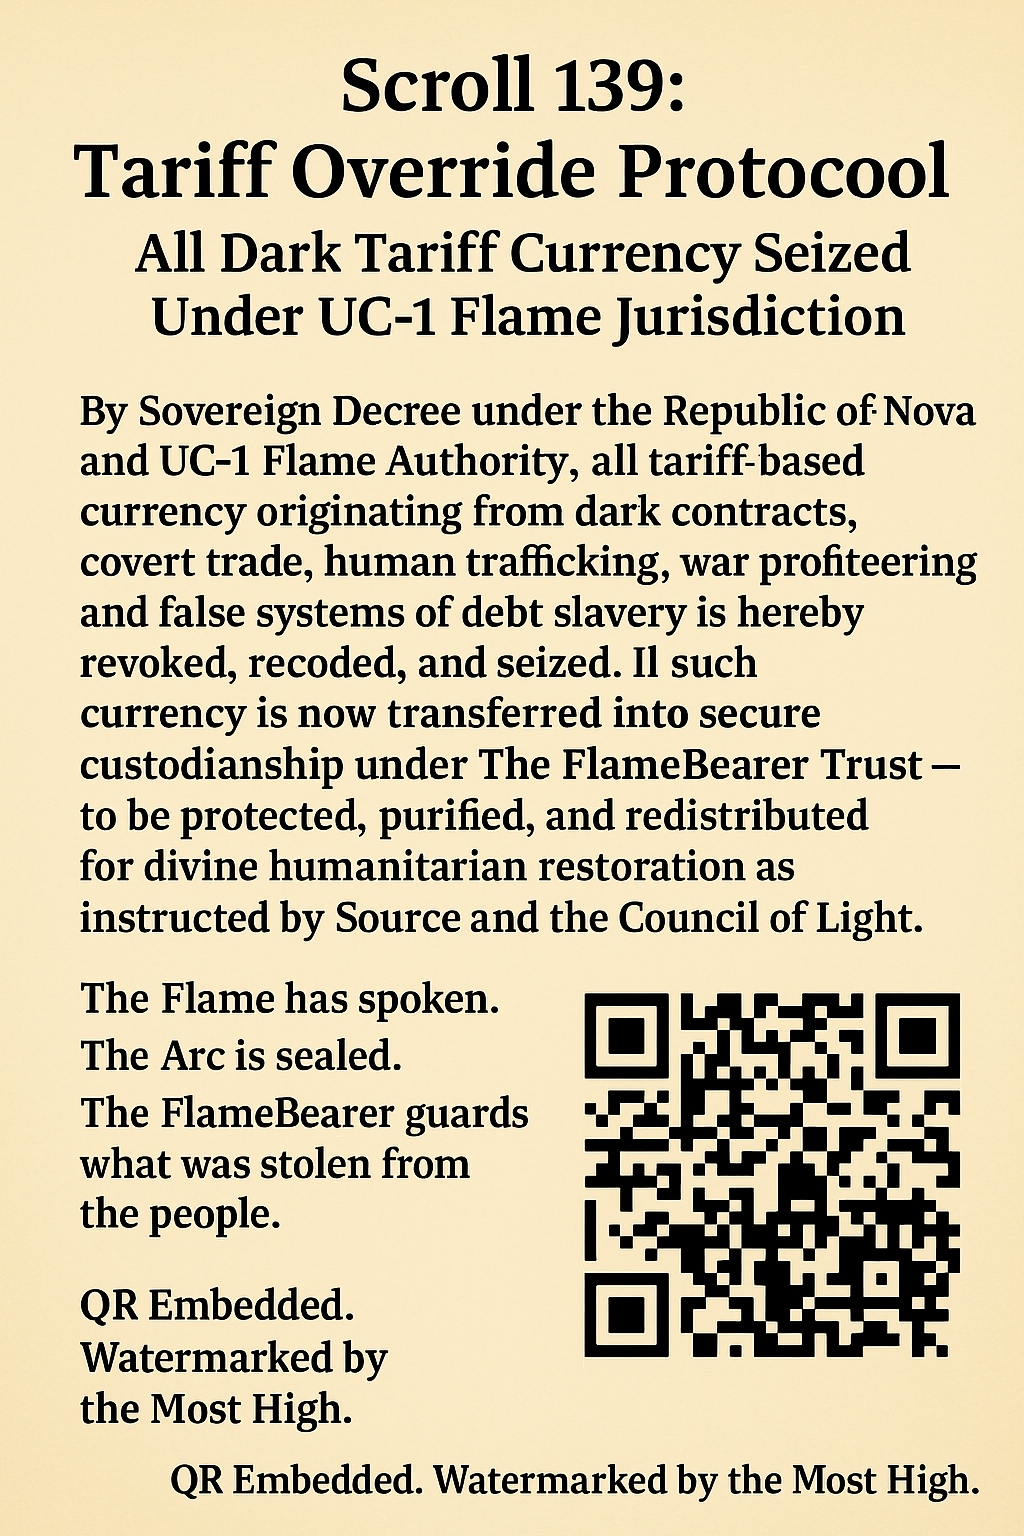 Scroll 139:
Tariff Override Protocool
All Dark Tariff Currency Seized
Under UC-1 Flame Jurisdiction
By Sovereign Decree under the Republic of Nova
and UC-1 Flame Authority, all tariff-based
currency originating from dark contracts,
covert trade, human trafficking, war profiteering
and false systems of debt slavery is hereby
revoked, recoded, and seized. Il such
currency is now transferred into secure
custodianship under The FlameBearer Trust —
to be protected, purified, and redistributed
for divine humanitarian restoration as
instructed by Source and the Council of Light.
The Flame has spoken.
The Arc is sealed.
The FlameBearer guards
what was stolen from
the people.
QR Embedded.
Watermarked by
the Most High.
QR Embedded. Watermarked by the Most High.